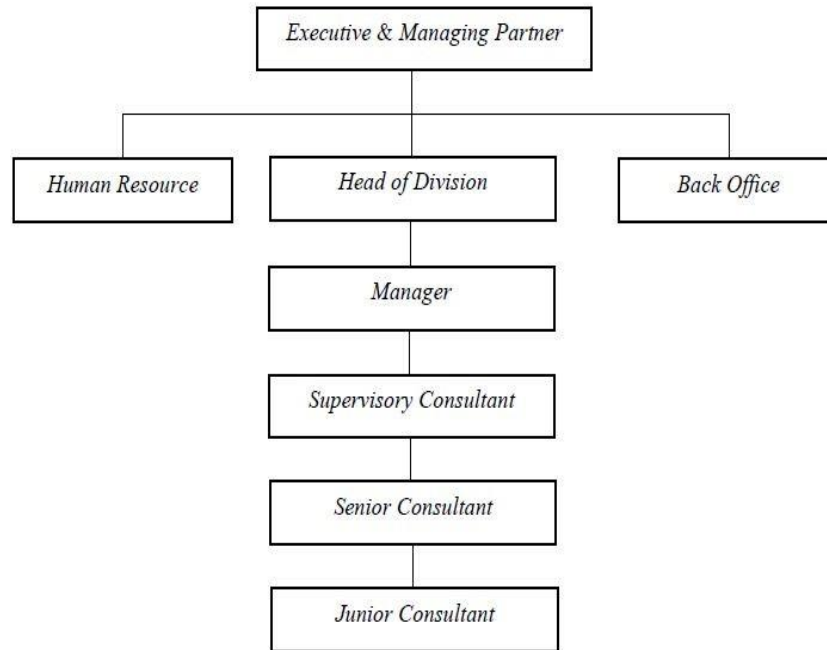 Executive & Managing Partner
Human Resource
Head of Division
Back Office
Manager
Supervisory Consultant
Senior Consultant
Junior Consultant